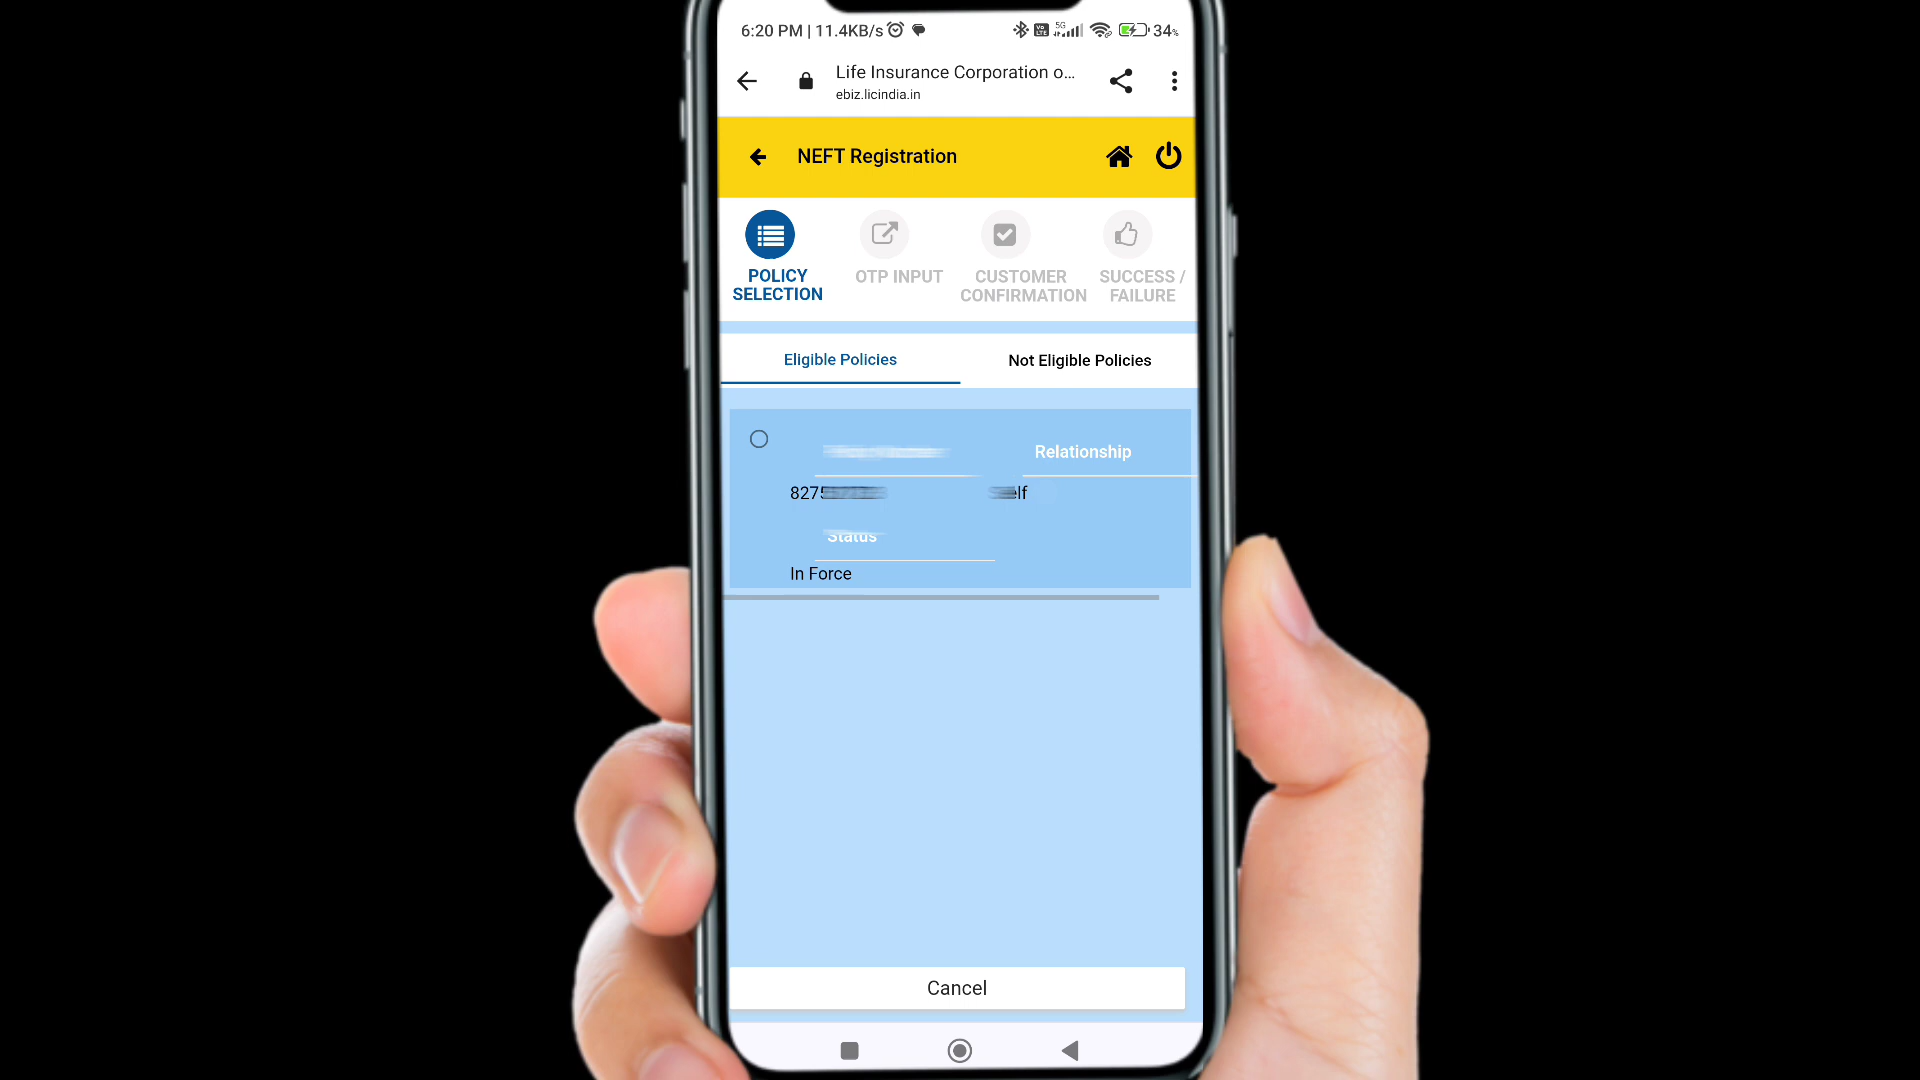 6:20 PM | 11.4KB/s 5G 34%
Life Insurance Corporation o...
ebiz.licindia.in
NEFT Registration
POLICY SELECTION
OTP INPUT
CUSTOMER CONFIRMATION
SUCCESS / FAILURE
Eligible Policies Not Eligible Policies
Relationship
Status
In Force
Cancel